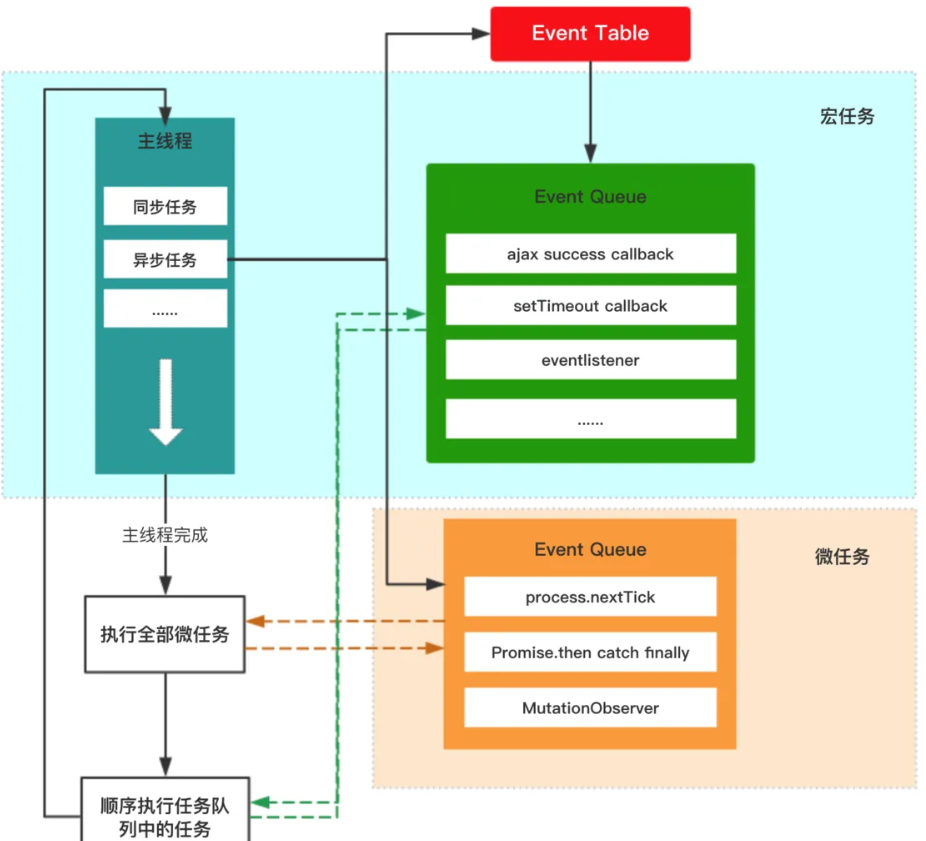 Event Table
宏任务
主线程
同步任务
异步任务
......
Event Queue
ajax success callback
setTimeout callback
eventlistener
......
主线程完成
微任务
Event Queue
process.nextTick
Promise.then catch finally
MutationObserver
执行全部微任务
顺序执行任务队
列中的任务